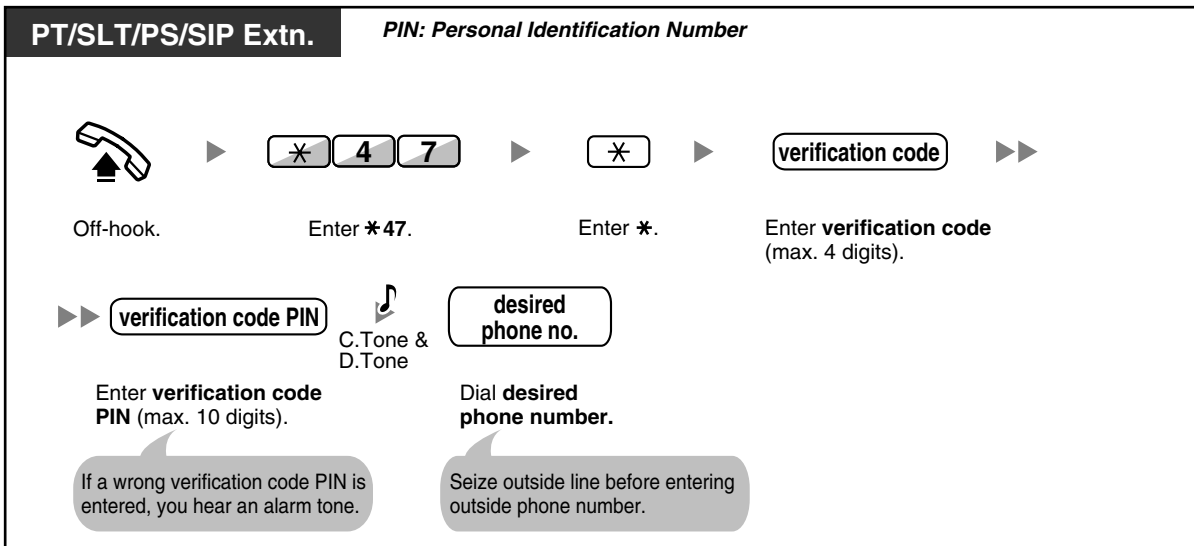 PT/SLT/PS/SIP Extn.
PIN: Personal Identification Number
* 4 7
*
verification code
Off-hook.
Enter *47.
Enter *.
Enter verification code
(max. 4 digits).
verification code PIN
C.Tone &
D.Tone
desired
phone no.
Enter verification code
PIN (max. 10 digits).
Dial desired
phone number.
If a wrong verification code PIN is
entered, you hear an alarm tone.
Seize outside line before entering
outside phone number.